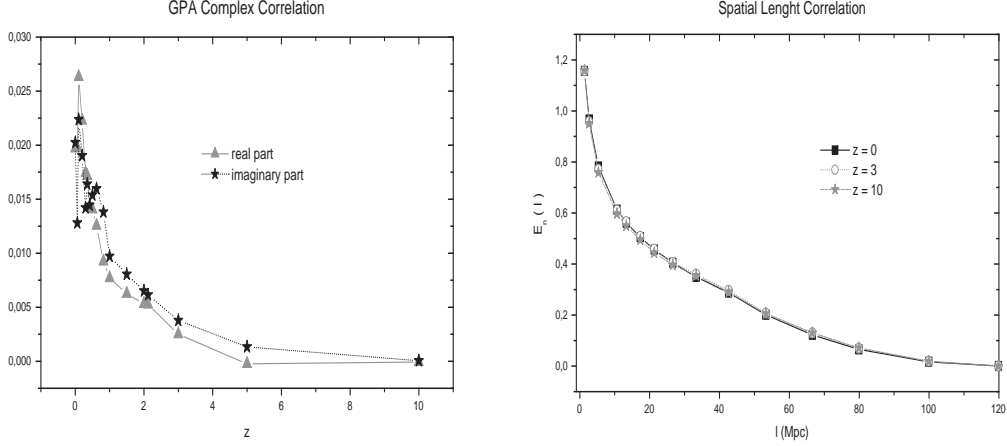 GPA Complex Correlation
0,030
0,025
0,020
0,015
0,010
0,005
0,000
real part
imaginary part
0 2 4 6 8 10
z
Spatial Lenght Correlation
1,2
1,0
0,8
0,6
0,4
0,2
0,0
E_n ( l )
z = 0
z = 3
z = 10
0 20 40 60 80 100 120
l (Mpc)